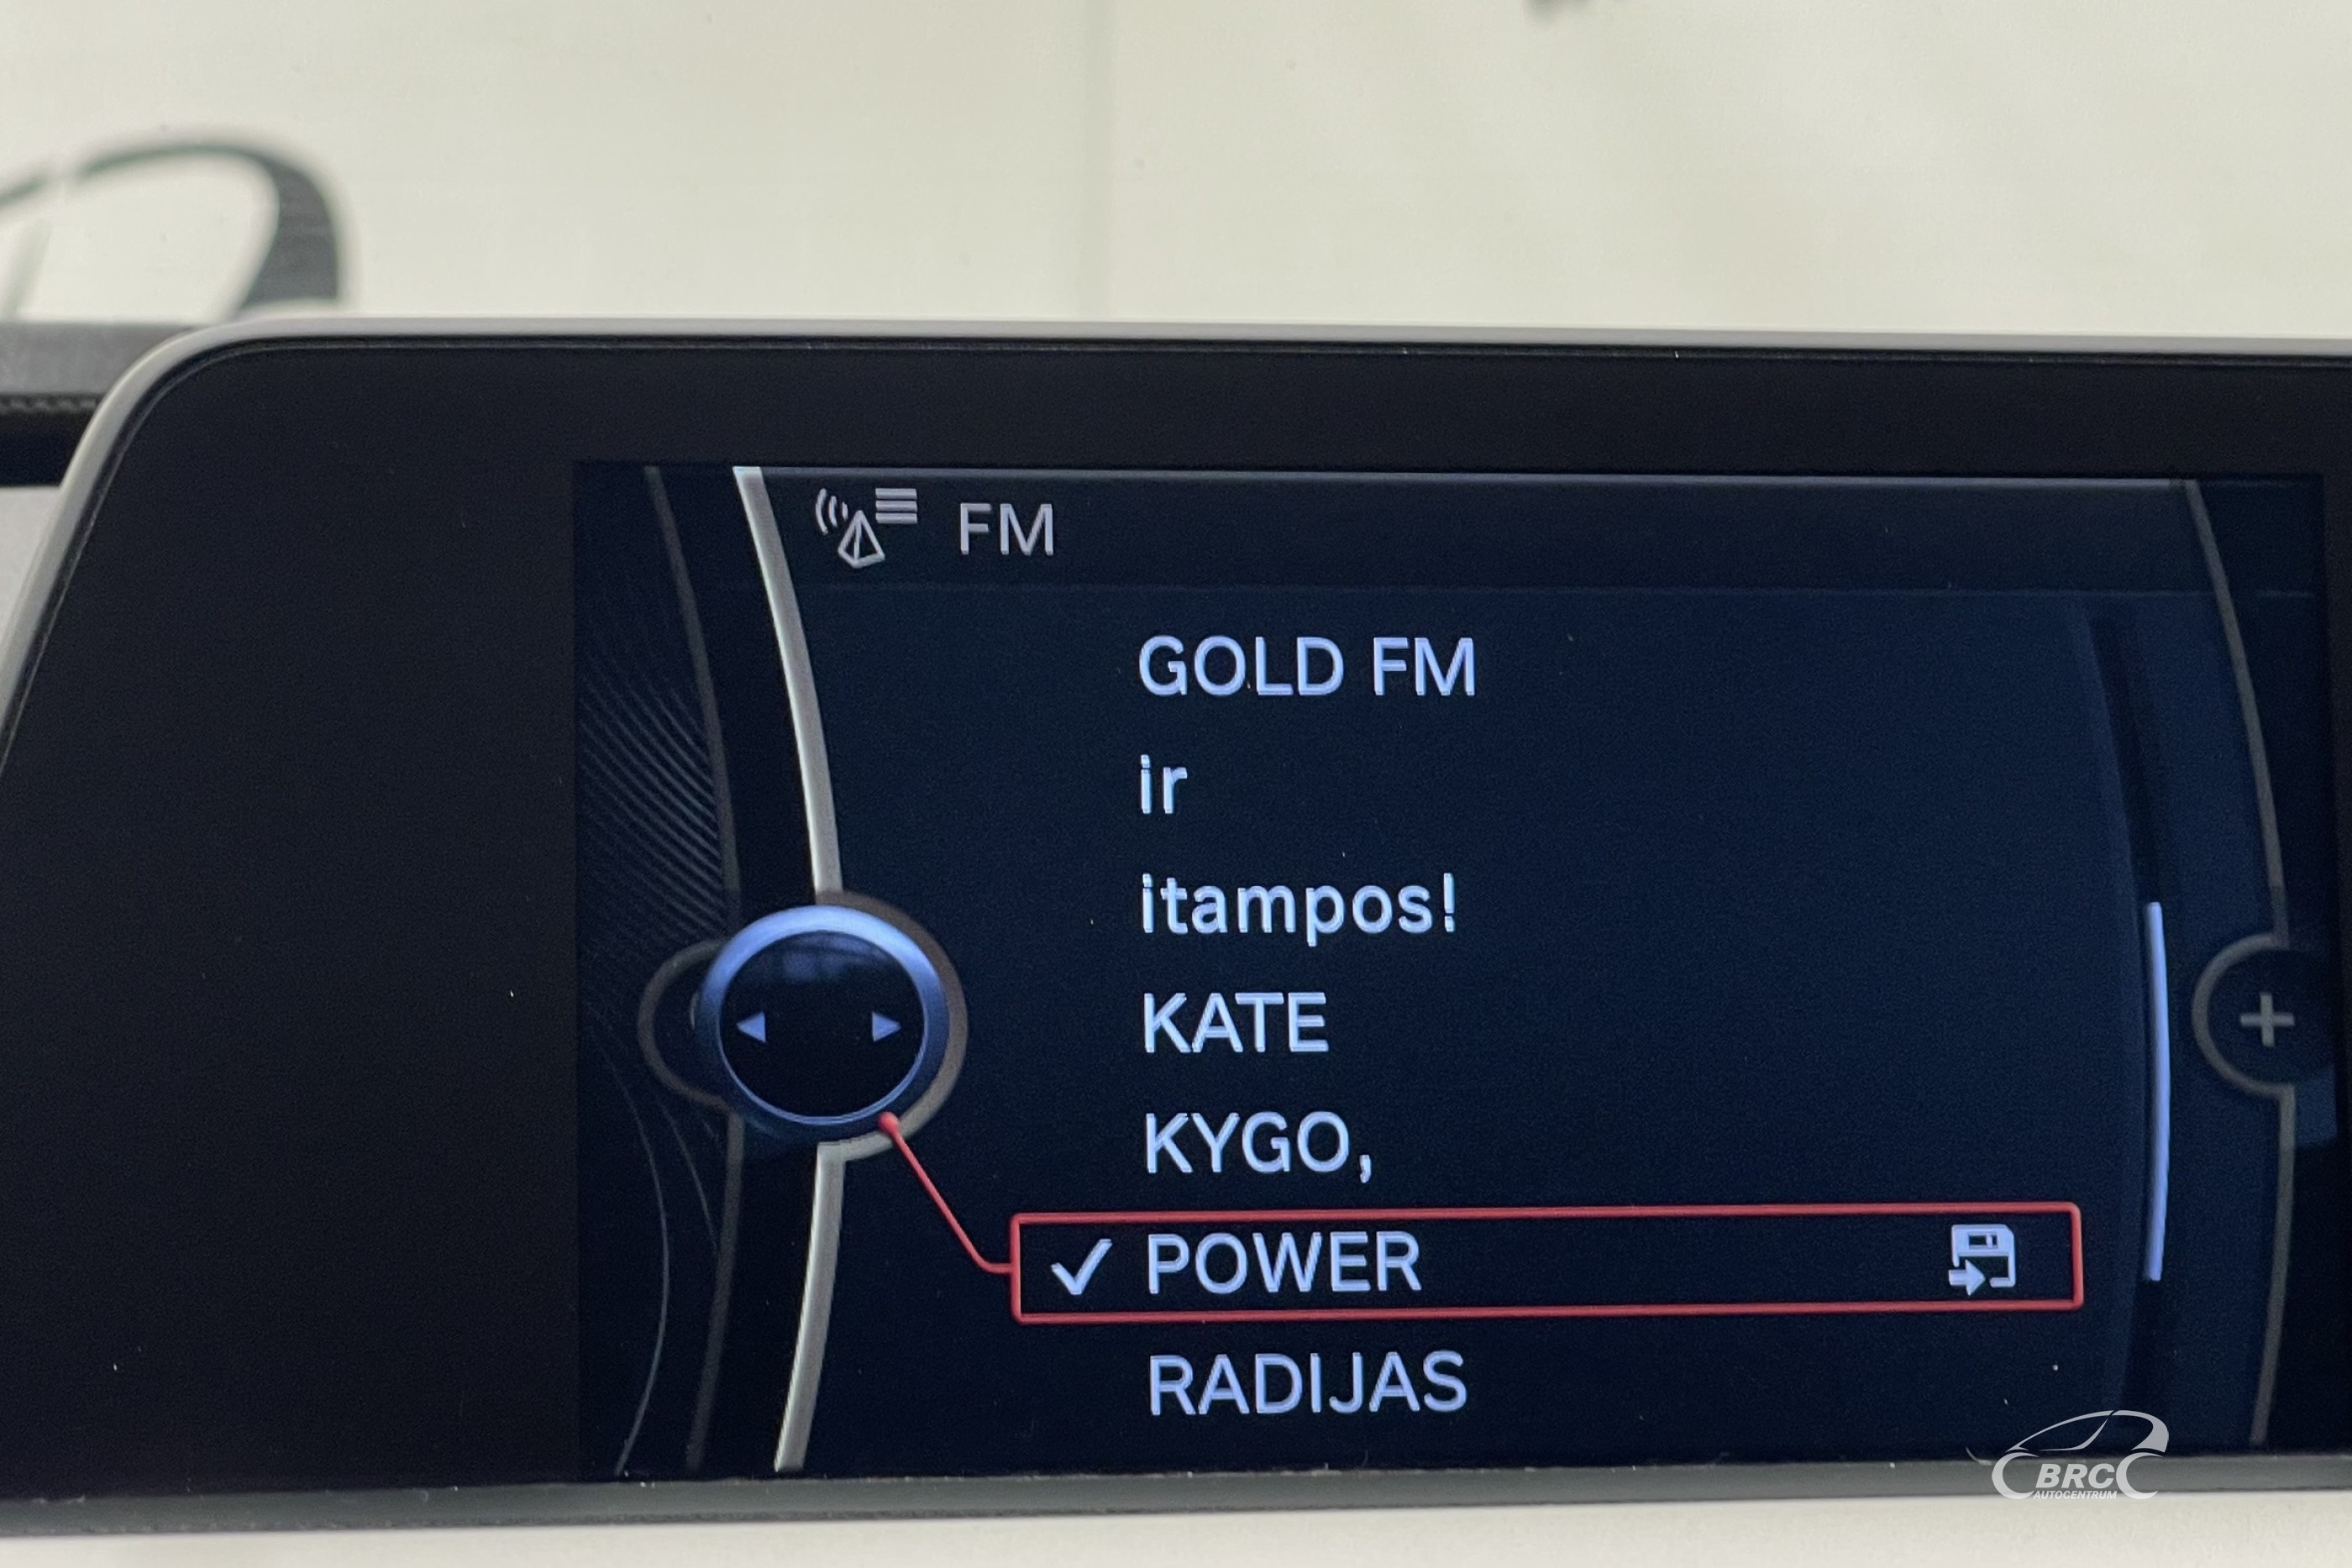 FM
GOLD FM
ir
itampos!
KATE
KYGO,
POWER
RADIJAS
BRC
AUTOCENTRUM